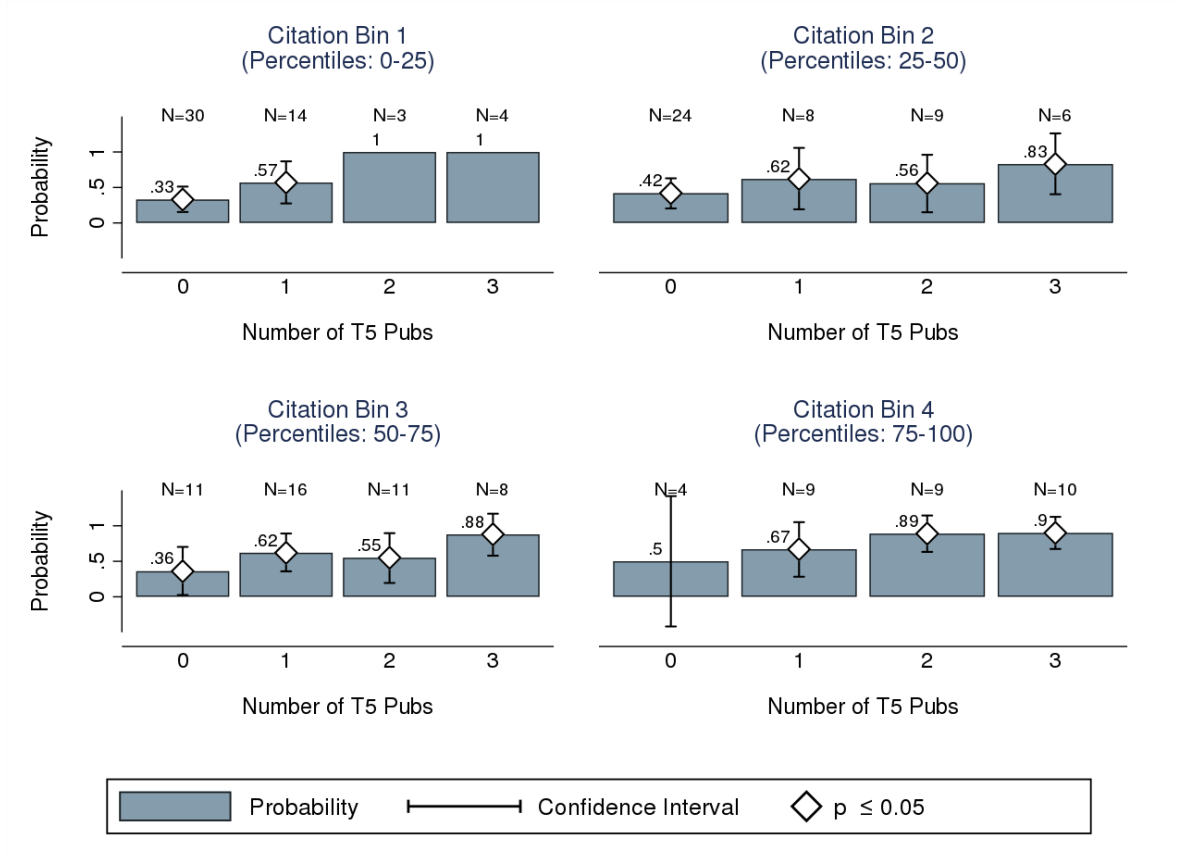 Citation Bin 1
(Percentiles: 0-25)
Citation Bin 2
(Percentiles: 25-50)
N=30 N=14 N=3 N=4
N=24 N=8 N=9 N=6
Probability
0 .5 1
.33 .57 1 1
.42 .62 .56 .83
0 1 2 3
0 1 2 3
Number of T5 Pubs
Number of T5 Pubs
Citation Bin 3
(Percentiles: 50-75)
Citation Bin 4
(Percentiles: 75-100)
N=11 N=16 N=11 N=8
N=4 N=9 N=9 N=10
Probability
0 .5 1
.36 .62 .55 .88
.5 .67 .89 .9
0 1 2 3
0 1 2 3
Number of T5 Pubs
Number of T5 Pubs
Probability Confidence Interval p ≤ 0.05